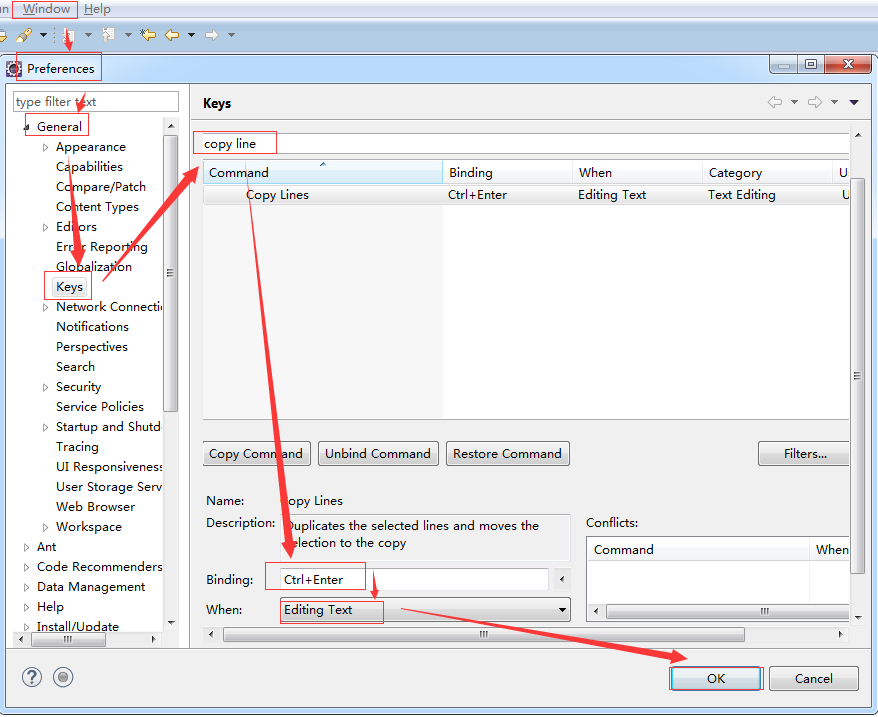 Window Help
Preferences
type filter text
General
Appearance
Capabilities
Compare/Patch
Content Types
Editors
Error Reporting
Globalization
Keys
Network Connectio
Notifications
Perspectives
Search
Security
Service Policies
Startup and Shutd
Tracing
UI Responsiveness
User Storage Serv
Web Browser
Workspace
Ant
Code Recommenders
Data Management
Help
Install/Update
Keys
copy line
Command Binding When Category U
Copy Lines Ctrl+Enter Editing Text Text Editing U
Copy Command Unbind Command Restore Command Filters...
Name: Copy Lines
Description: Duplicates the selected lines and moves the
selection to the copy
Binding: Ctrl+Enter
When: Editing Text
Conflicts:
Command When
OK Cancel